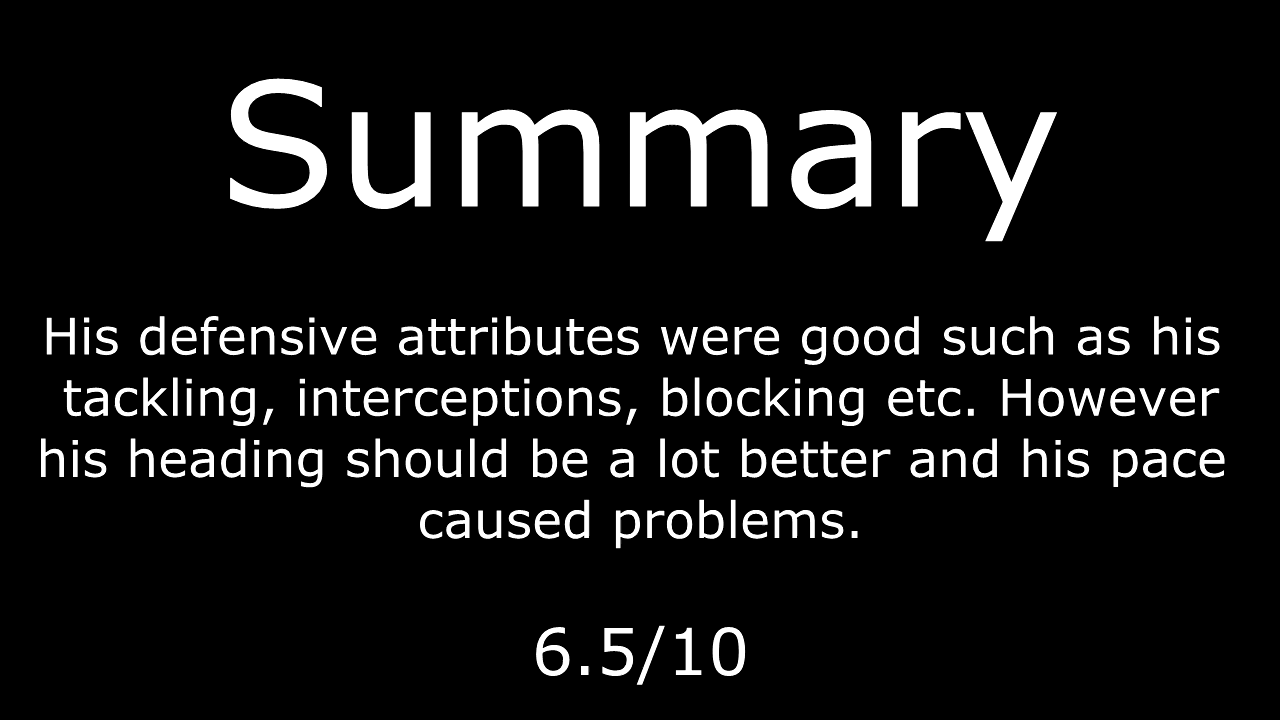 Summary
His defensive attributes were good such as his
tackling, interceptions, blocking etc. However
his heading should be a lot better and his pace
caused problems.
6.5/10